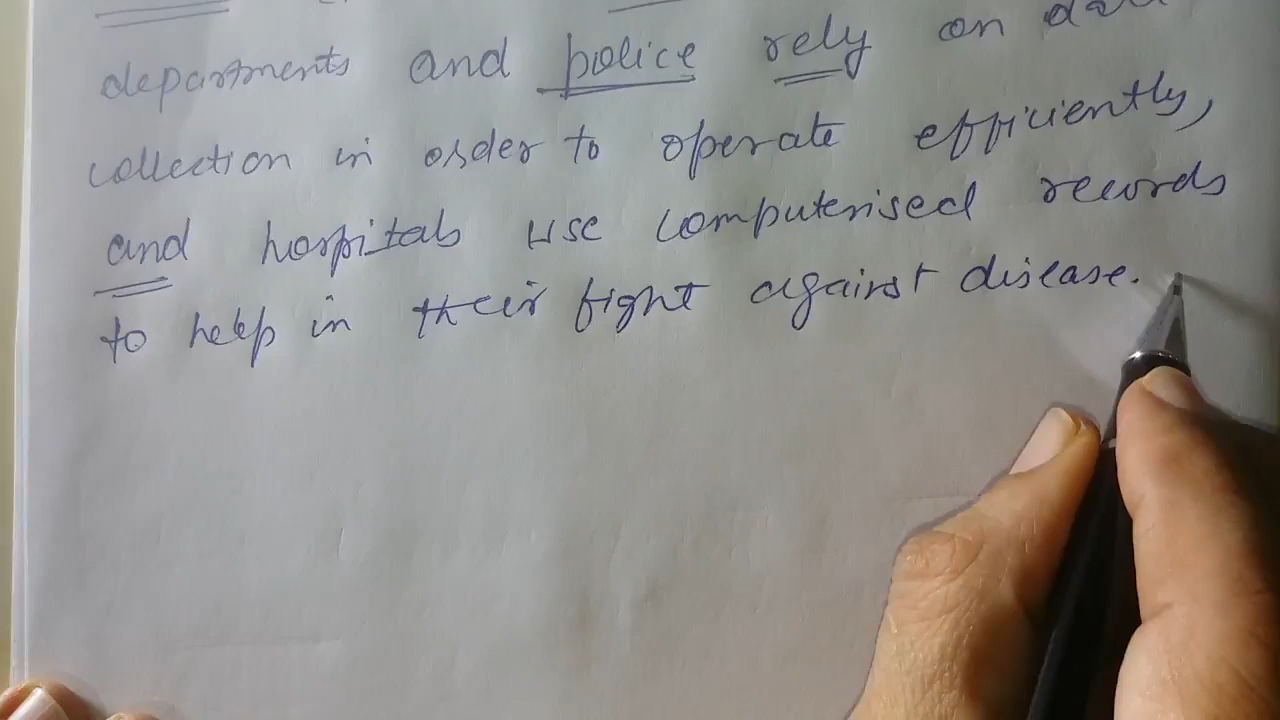 departments and police rely on data
collection in order to operate efficiently,
and hospitals use computerised records
to help in their fight against disease.